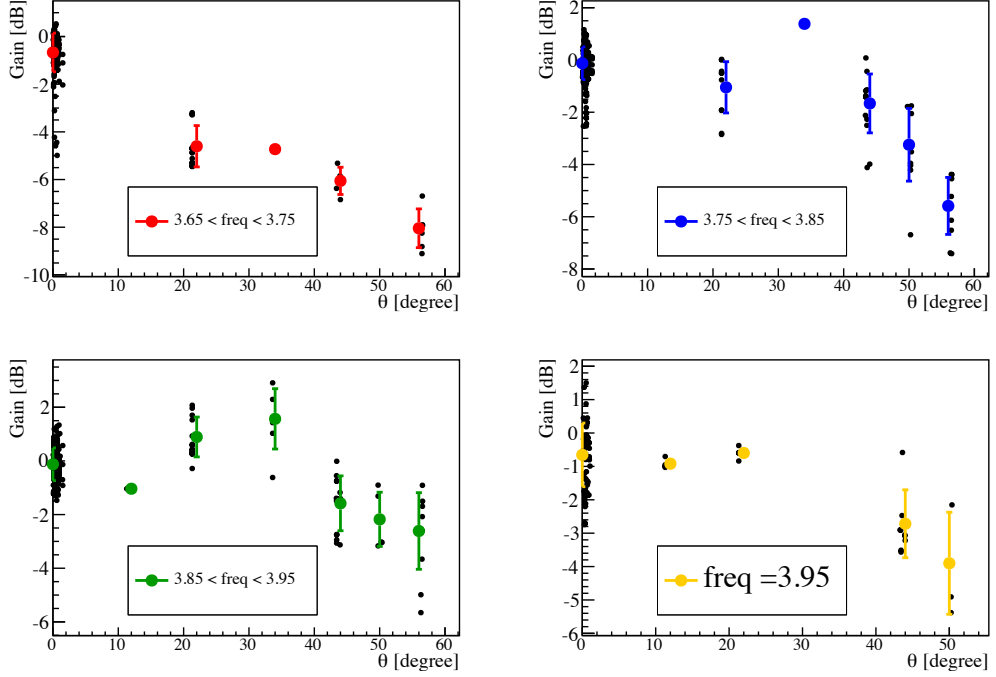 Gain [dB]
0
-2
-4
-6
-8
-10
3.65 < freq < 3.75
0 10 20 30 40 50 60
θ [degree]
Gain [dB]
2
0
-2
-4
-6
-8
3.75 < freq < 3.85
0 10 20 30 40 50 60
θ [degree]
Gain [dB]
2
0
-2
-4
-6
3.85 < freq < 3.95
0 10 20 30 40 50 60
θ [degree]
Gain [dB]
2
1
0
-1
-2
-3
-4
-5
-6
freq =3.95
0 10 20 30 40 50
θ [degree]